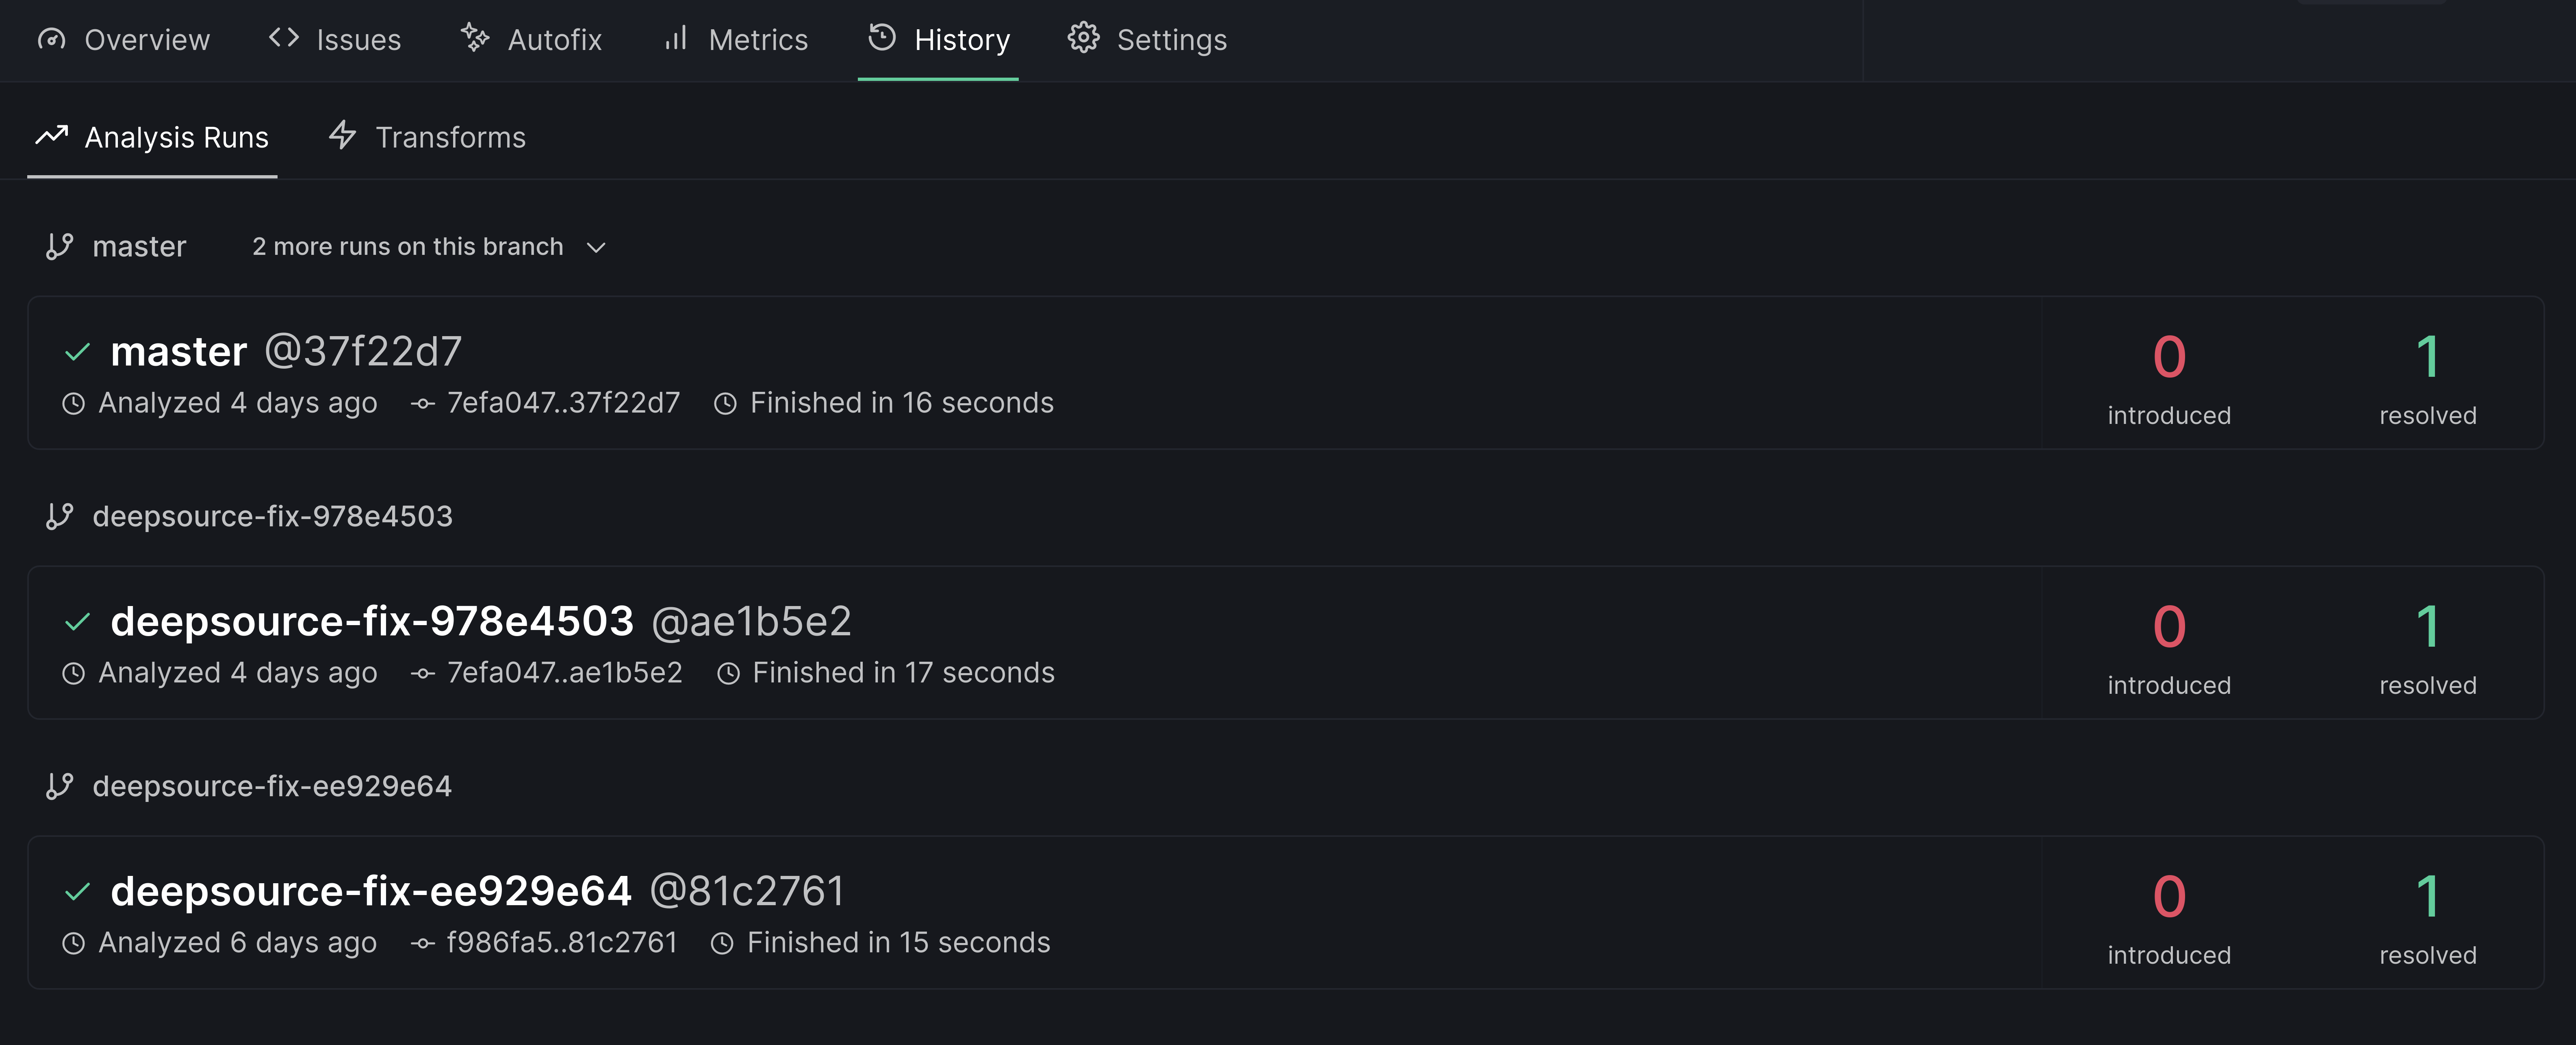 Overview Issues Autofix Metrics History Settings
Analysis Runs Transforms
master 2 more runs on this branch
master @37f22d7
Analyzed 4 days ago 7efa047..37f22d7 Finished in 16 seconds
0 1
introduced resolved
deepsource-fix-978e4503
deepsource-fix-978e4503 @ae1b5e2
Analyzed 4 days ago 7efa047..ae1b5e2 Finished in 17 seconds
0 1
introduced resolved
deepsource-fix-ee929e64
deepsource-fix-ee929e64 @81c2761
Analyzed 6 days ago f986fa5..81c2761 Finished in 15 seconds
0 1
introduced resolved